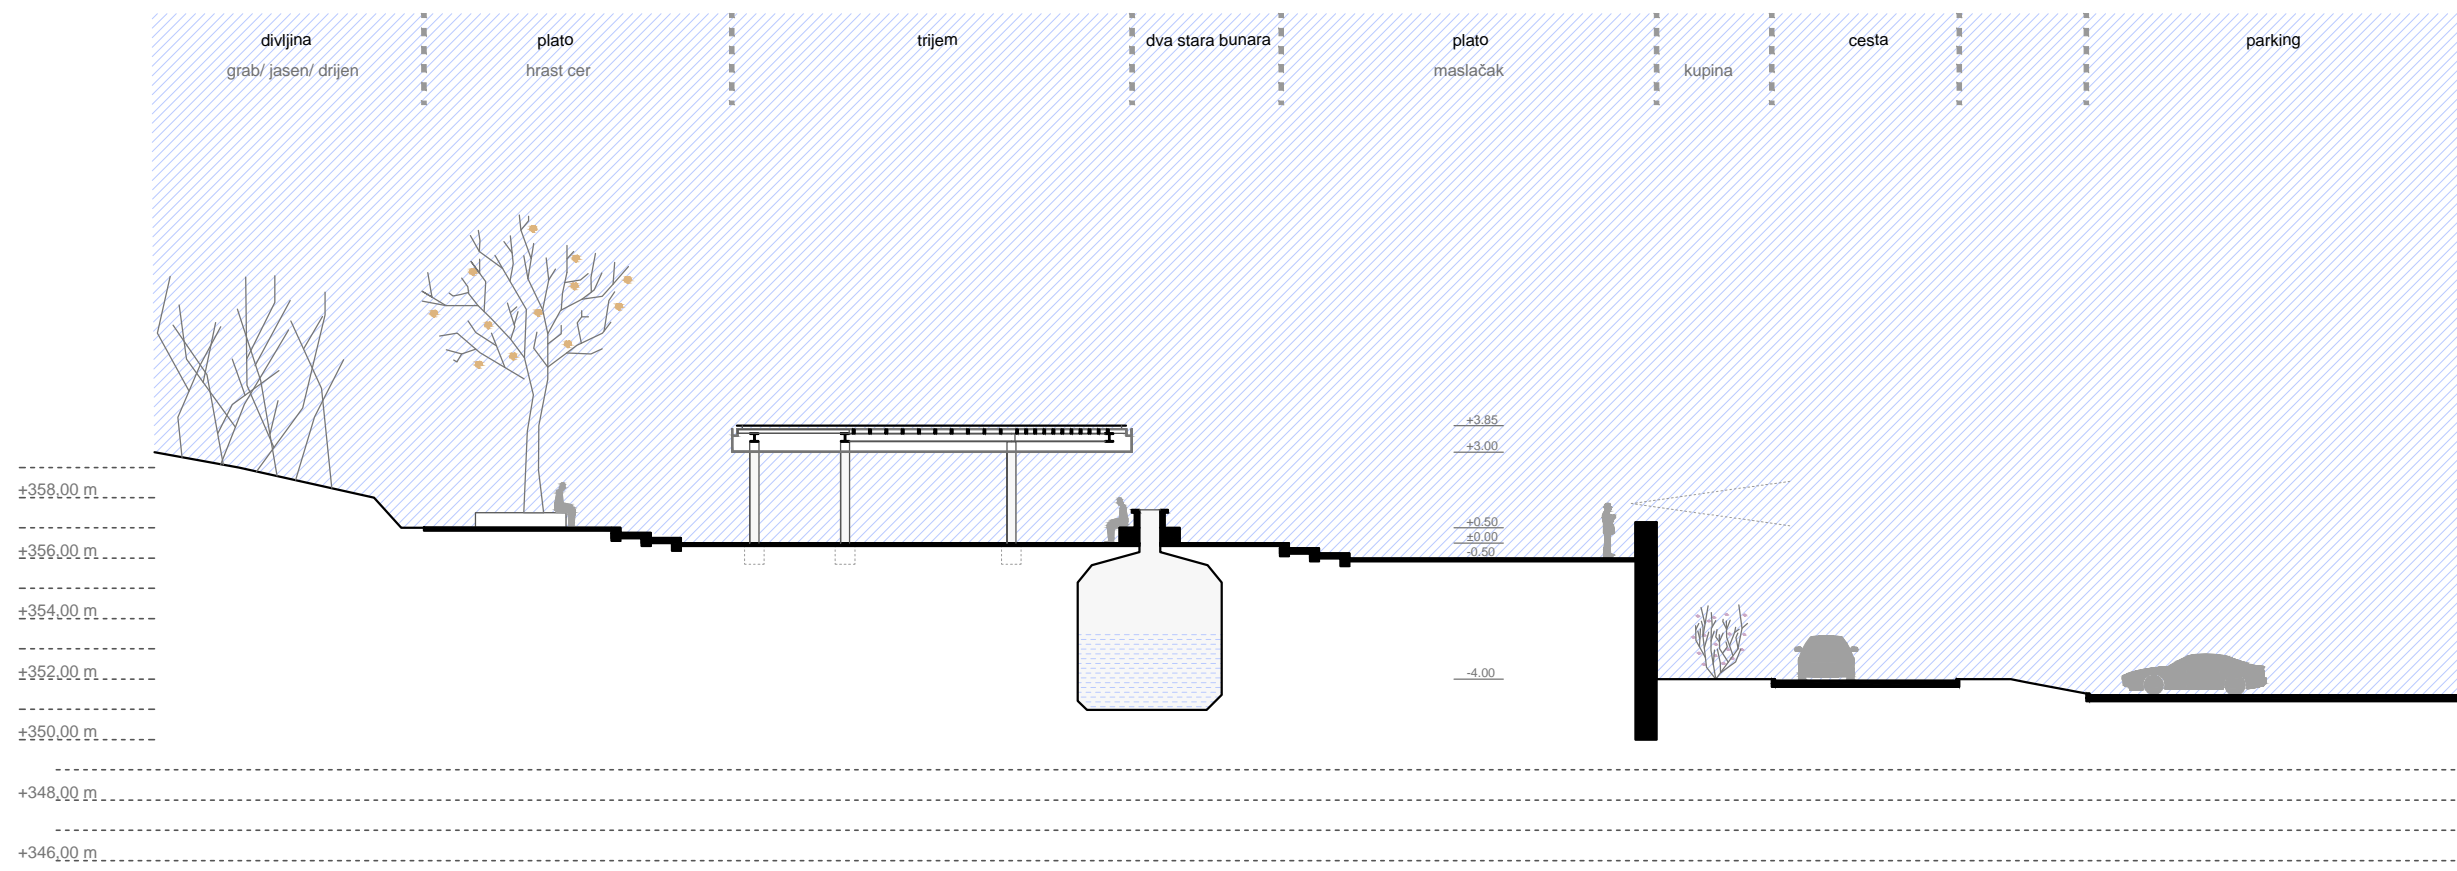 divljina
plato
trijem
dva stara bunara
plato
cesta
parking
grab/ jasen/ drijen
hrast cer
maslačak
kupina
+3.85
+3.00
+0.50
±0.00
-0.50
-4.00
+358,00 m
+356,00 m
+354,00 m
+352,00 m
+350,00 m
+348,00 m
+346,00 m